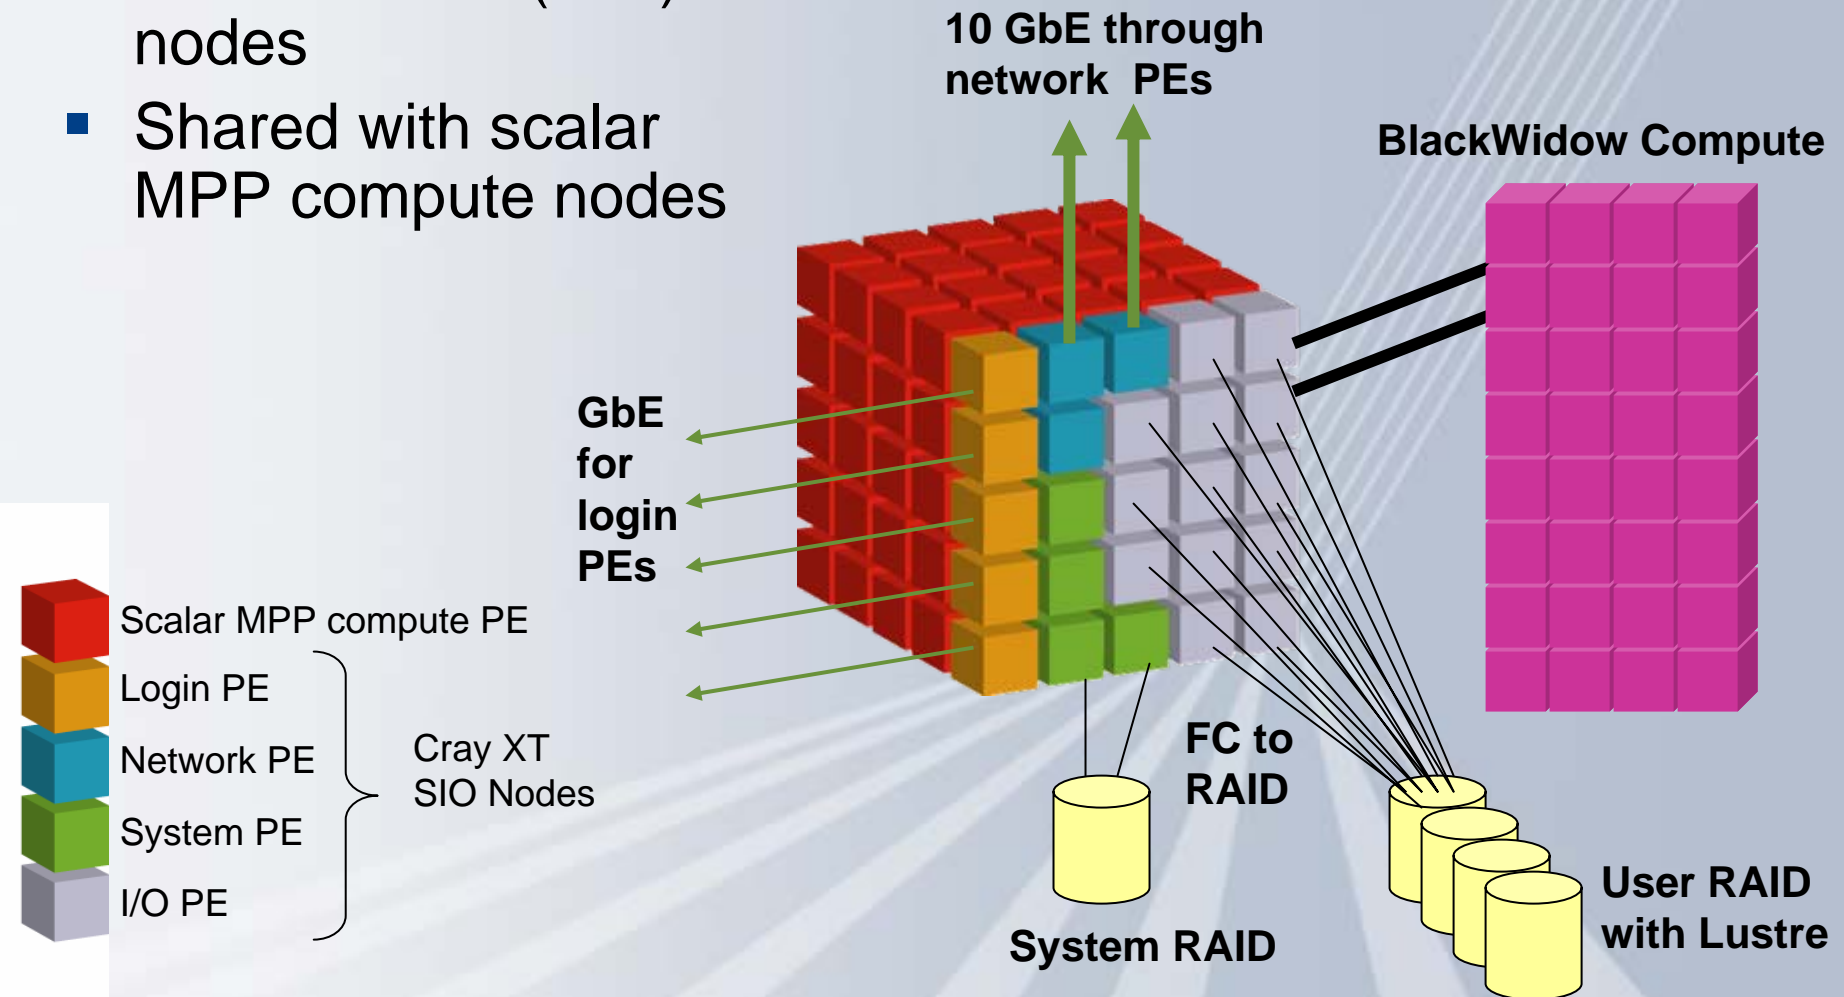 nodes
▪ Shared with scalar
MPP compute nodes
10 GbE through
network PEs
BlackWidow Compute
GbE
for
login
PEs
Scalar MPP compute PE
Login PE
Network PE
System PE
I/O PE
Cray XT
SIO Nodes
FC to
RAID
System RAID
User RAID
with Lustre